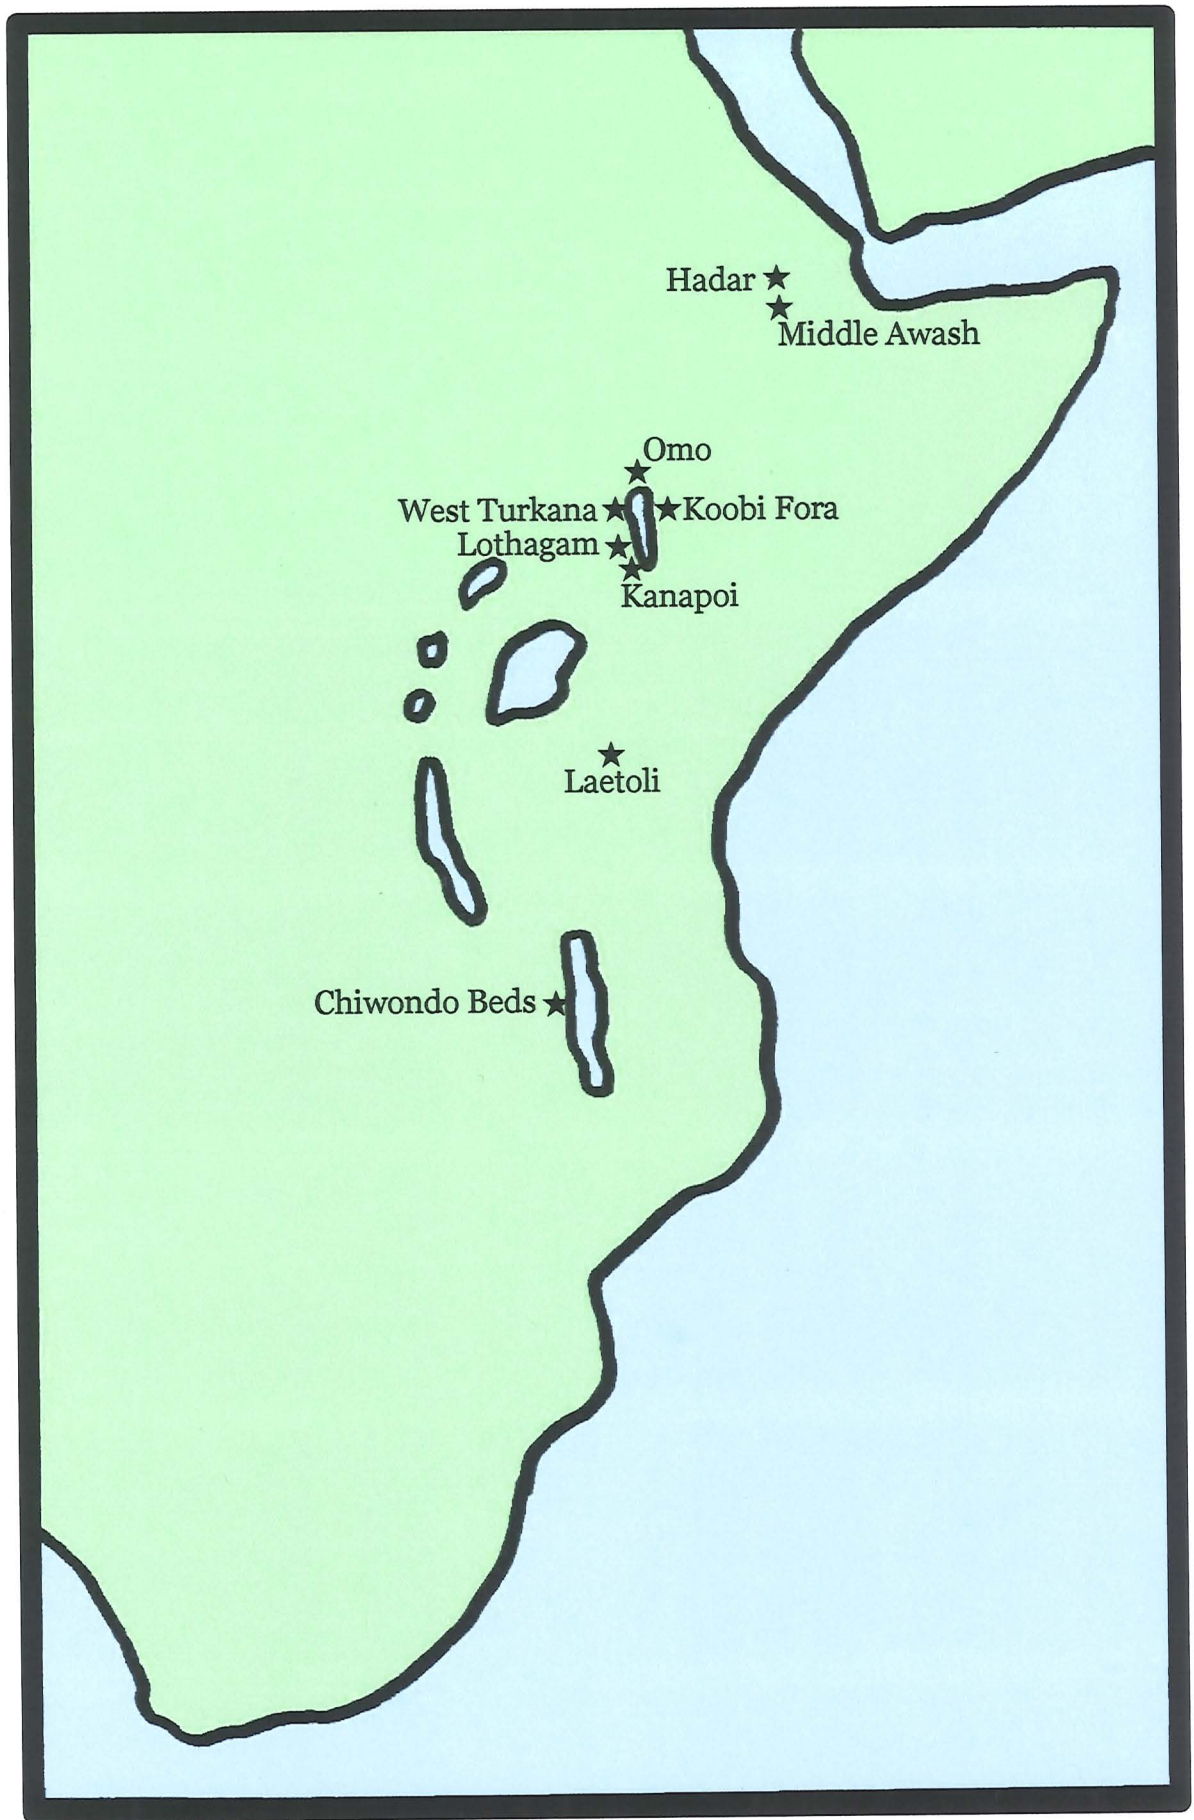 Hadar
Middle Awash
Omo
West Turkana
Koobi Fora
Lothagam
Kanapoi
Laetoli
Chiwondo Beds